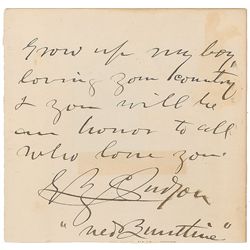 Grow up my boy,
loving your country
& you will be
an honor to all
who love you.
E Z C Judson
"Ned Buntline"